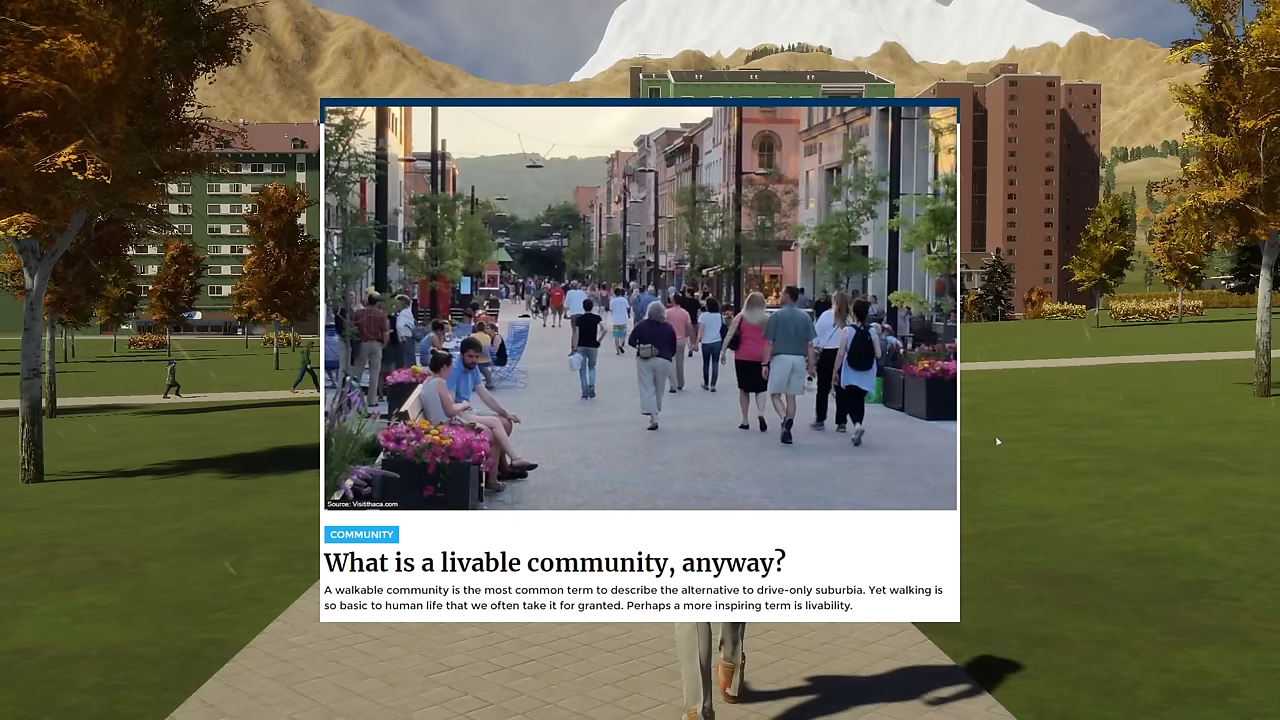 Source: Visitithaca.com
COMMUNITY
What is a livable community, anyway?
A walkable community is the most common term to describe the alternative to drive-only suburbia. Yet walking is
so basic to human life that we often take it for granted. Perhaps a more inspiring term is livability.